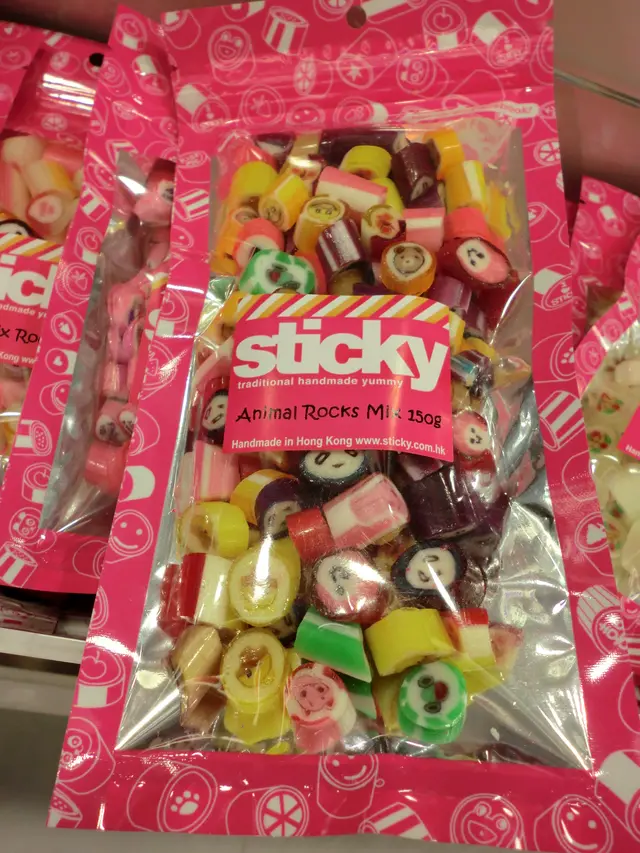 sticky
traditional handmade yummy
Animal Rocks Mix 150g
Handmade in Hong Kong www.sticky.com.hk